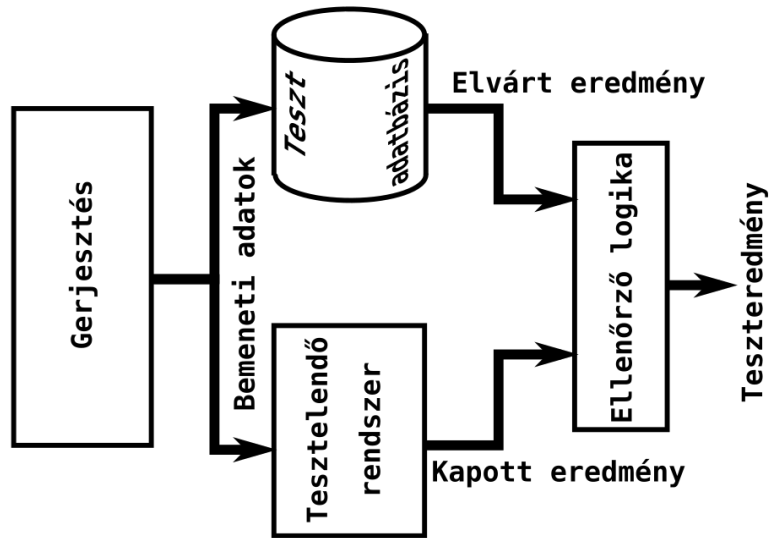 Gerjesztés
Bemeneti adatok
Teszt
adatbázis
Tesztelendő
rendszer
Elvárt eredmény
Kapott eredmény
Ellenőrző logika
Teszteredmény